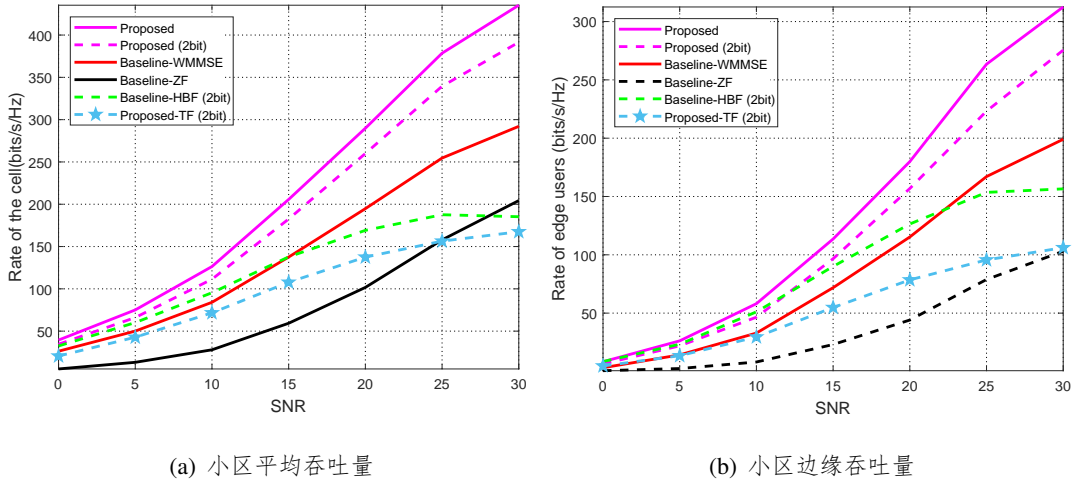 Rate of the cell(bits/s/Hz)
400
350
300
250
200
150
100
50
Proposed
Proposed (2bit)
Baseline-WMMSE
Baseline-ZF
Baseline-HBF (2bit)
Proposed-TF (2bit)
0 5 10 15 20 25 30
SNR
(a) 小区平均吞吐量
Rate of edge users (bits/s/Hz)
300
250
200
150
100
50
Proposed
Proposed (2bit)
Baseline-WMMSE
Baseline-ZF
Baseline-HBF (2bit)
Proposed-TF (2bit)
0 5 10 15 20 25 30
SNR
(b) 小区边缘吞吐量